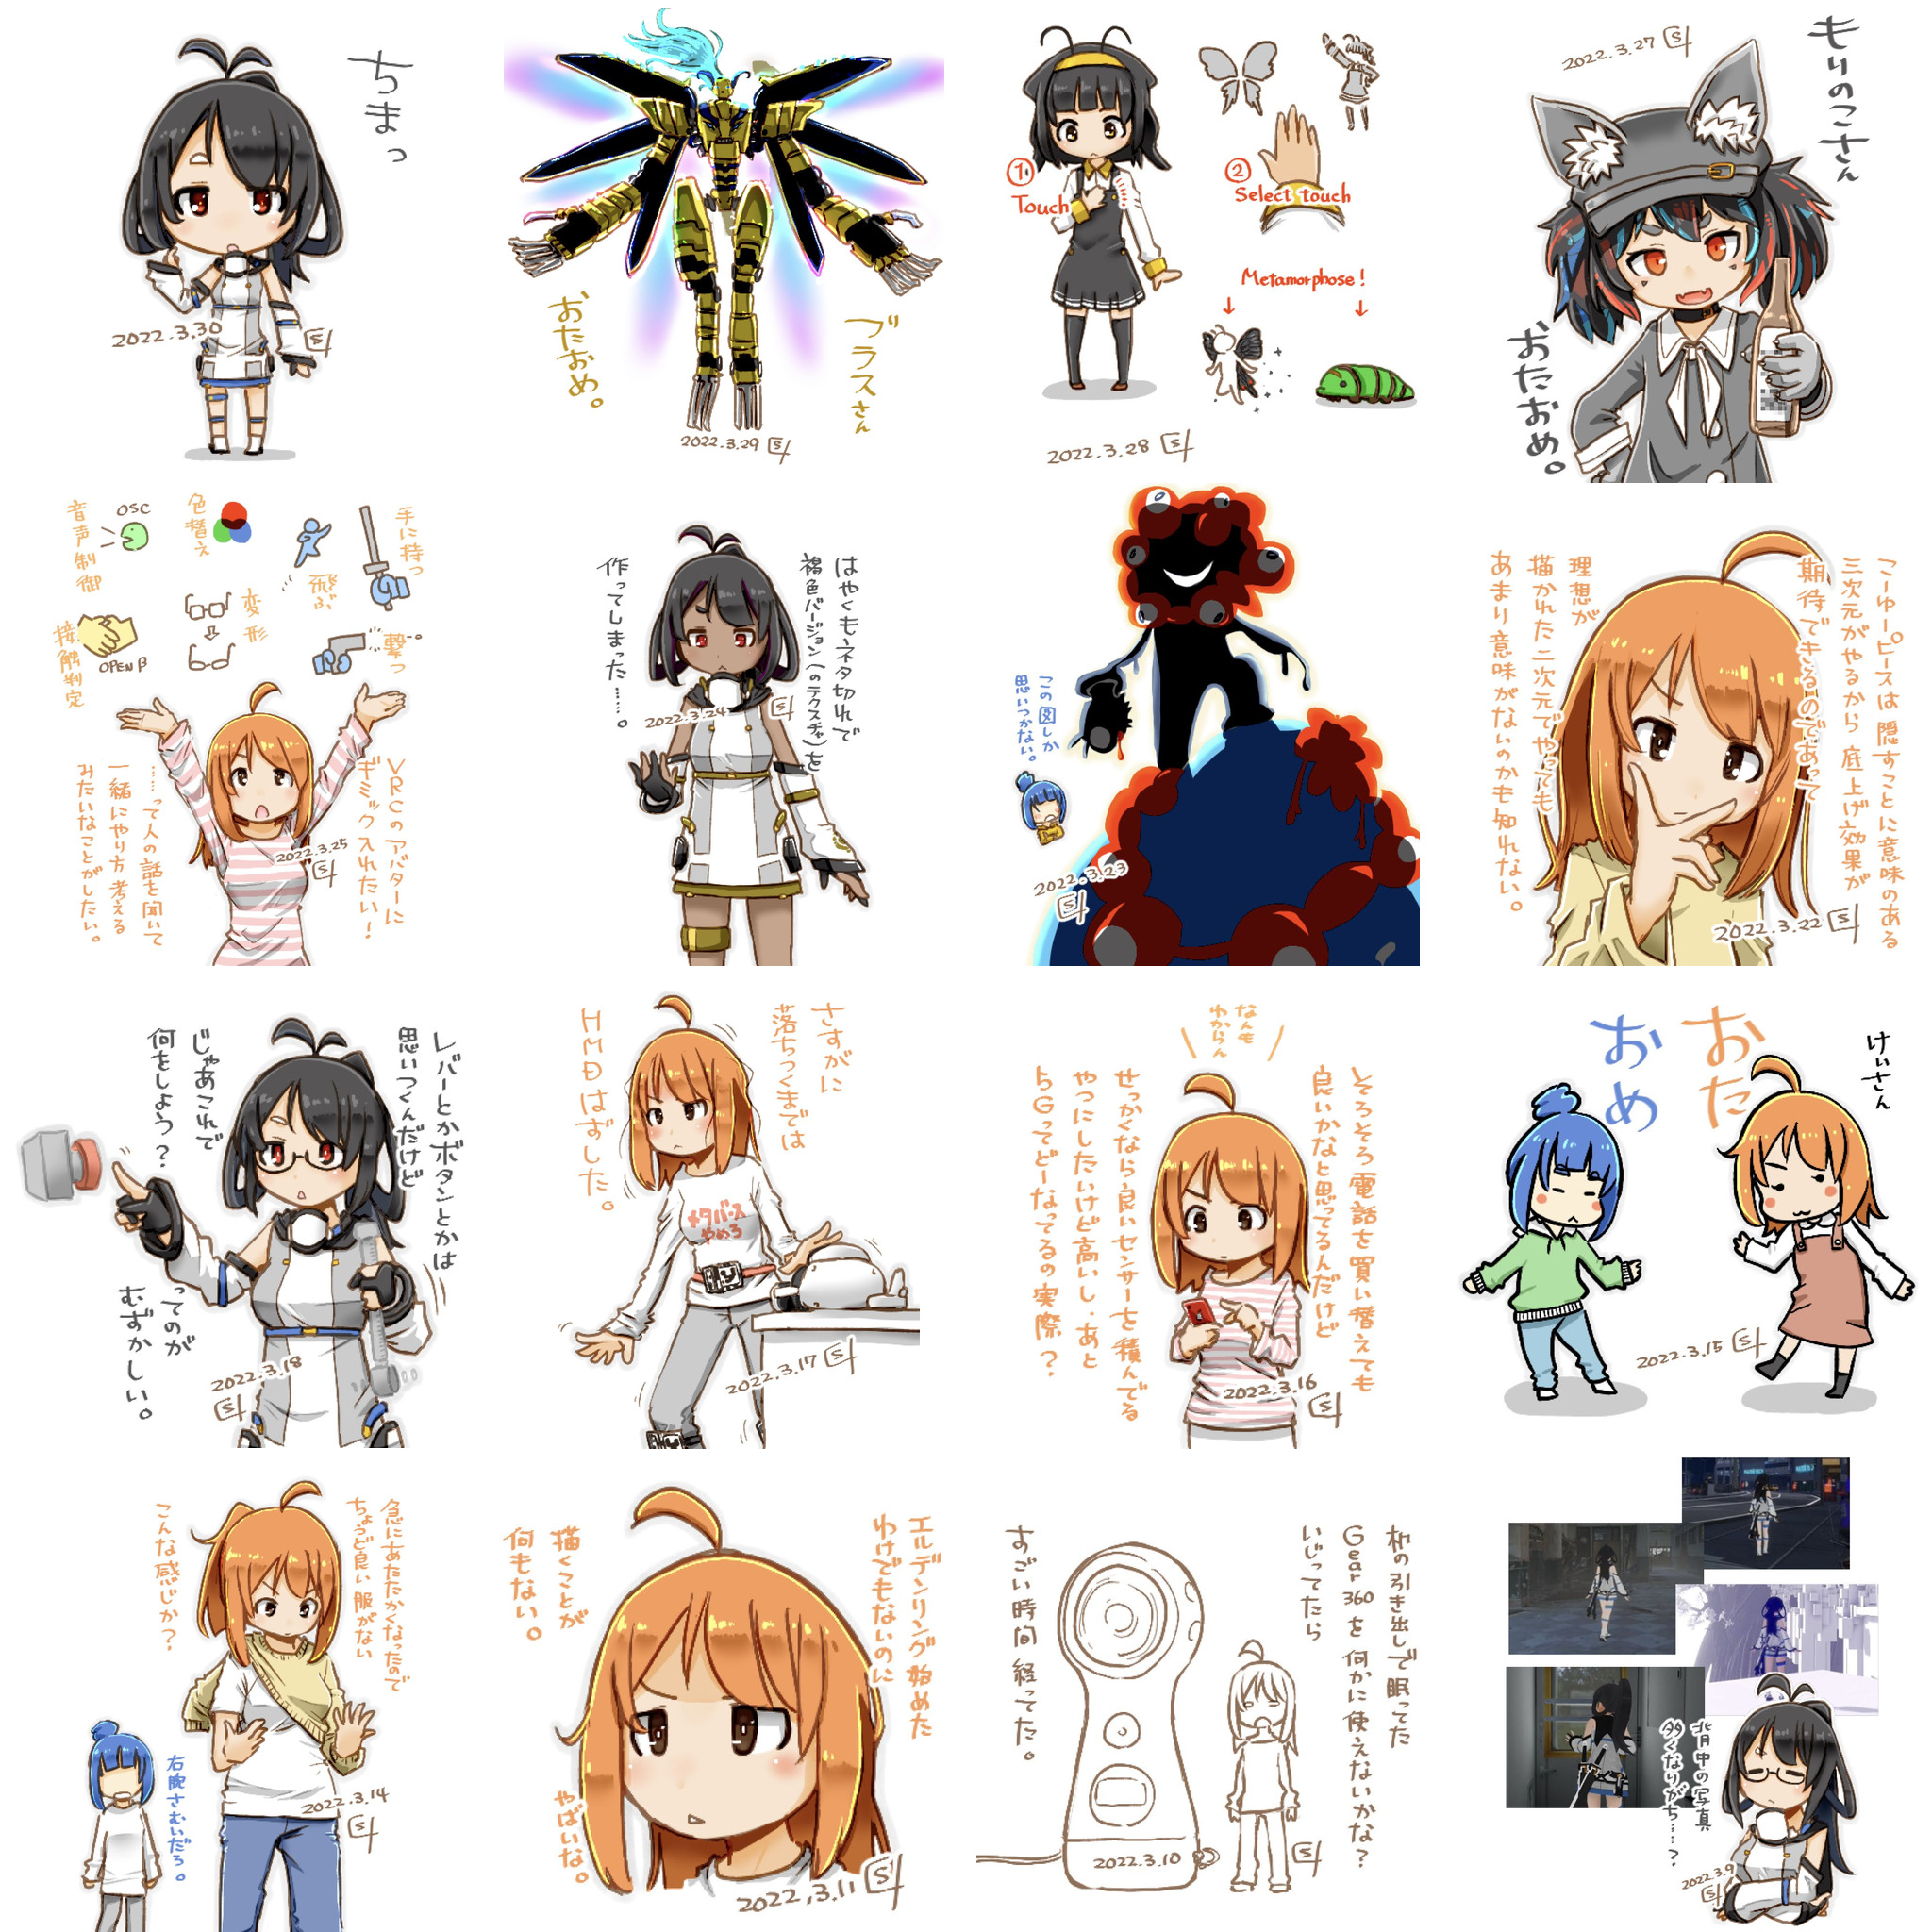 ちまっ
2022.3.30
ブラスさん
おたおめ。
2022.3.29
① Touch
② Select touch
Metamorphose!
2022.3.28
2022.3.27
もりのこさん
おたおめ。
音声制御
OSC
色替え
飛ぶ
手に持つ
接触判定
OPEN β
変形
撃つ
VRCのアバターに
ギミック入れたい!
……って人の話を聞いて
一緒にやり方考える
みたいなことがしたい。
2022.3.25
はやくもネタ切れで
褐色バージョン(のテクスチャ)を
作ってしまった……。
2022.3.24
この図しか
思いつかない。
2022.3.23
こーゆーピースは隠すことに意味のある
三次元がやるから底上げ効果が
期待できるのであって
理想が
描かれた二次元でやっても
あまり意味がないのかも知れない。
2022.3.22
レバーとかボタンとかは
思いつくんだけど
じゃあこれで
何をしよう?
ってのが
むずかしい。
2022.3.18
さすがに
落ちつくまでは
HMDはずした。
メタバース
やめろ
2022.3.17
なんも
わからん
そろそろ電話を買い替えても
良いかなと思ってるんだけど
せっかくなら良いセンサーを積んでる
やつにしたいけど高いし、あと
5Gってどーなってるの実際?
2022.3.16
けいさん
おた
おめ
2022.3.15
急にあたたかくなったので
ちょうど良い服がない
こんな感じか?
右腕さむいだろ。
2022.3.14
エルデンリング始めた
わけでもないのに
描くことが
何もない。
やばいな。
2022.3.11
机の引き出しで眠ってた
Gear360を何かに使えないかな?
いじってたら
すごい時間経ってた。
2022.3.10
背中の写真
多くなりがち……?
2022.3.9